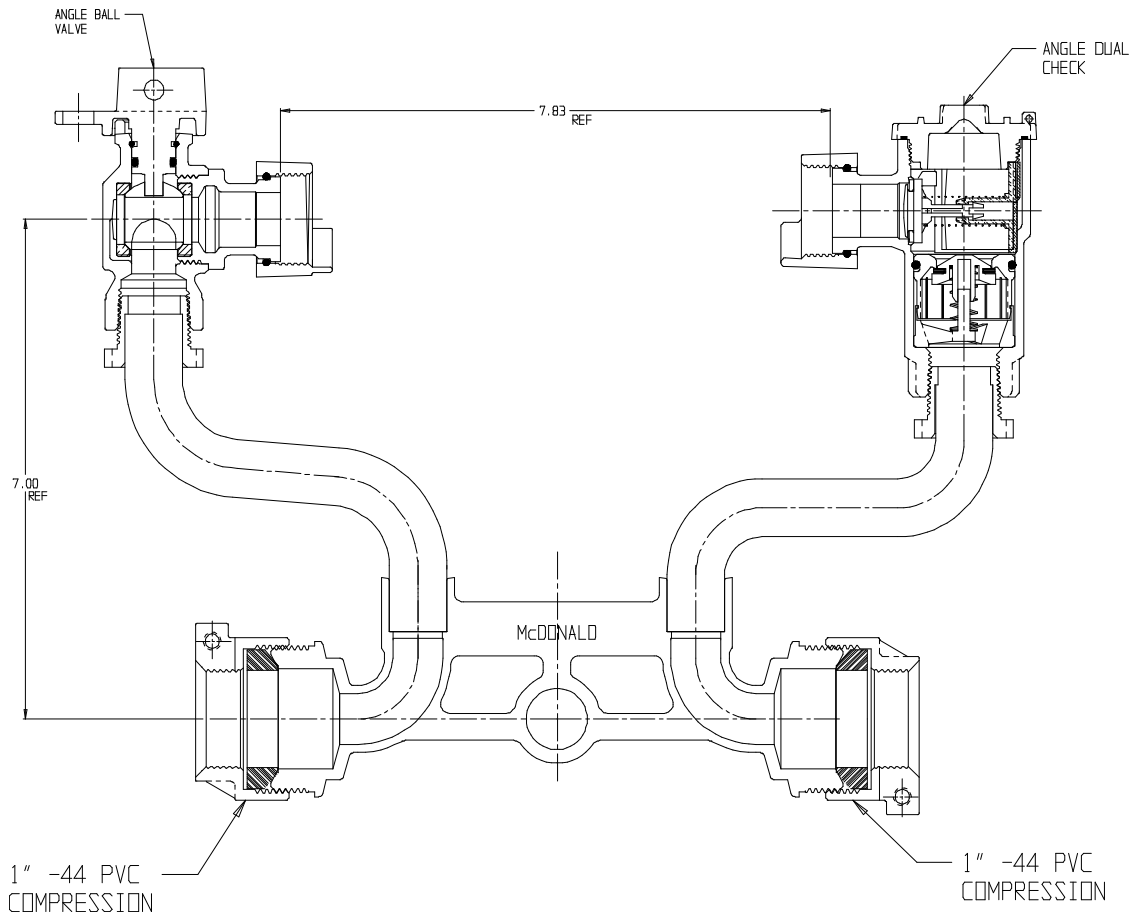 ANGLE BALL
VALVE
ANGLE DUAL
CHECK
7.83
REF
7.00
REF
McDONALD
1" -44 PVC
COMPRESSION
1" -44 PVC
COMPRESSION